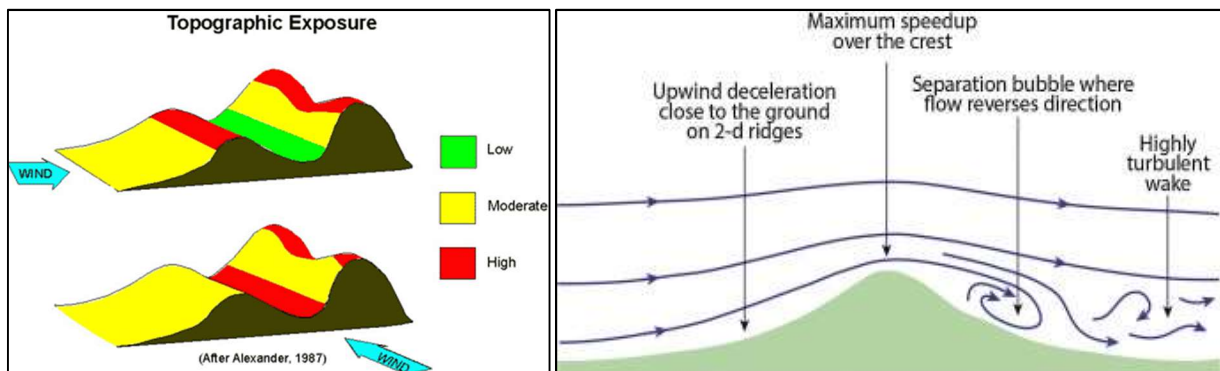 Topographic Exposure
WIND
Low
Moderate
High
(After Alexander, 1987)
WIND
Maximum speedup
over the crest
Upwind deceleration
close to the ground
on 2-d ridges
Separation bubble where
flow reverses direction
Highly
turbulent
wake